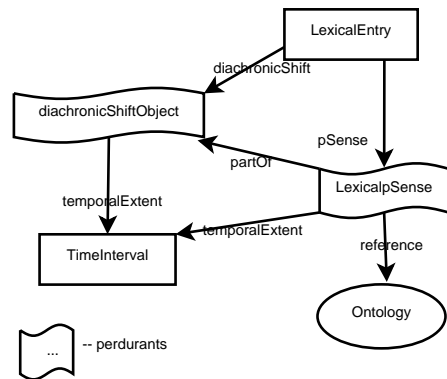 LexicalEntry
diachronicShift
diachronicShiftObject
pSense
partOf
LexicalpSense
temporalExtent
temporalExtent
TimeInterval
reference
Ontology
... -- perdurants